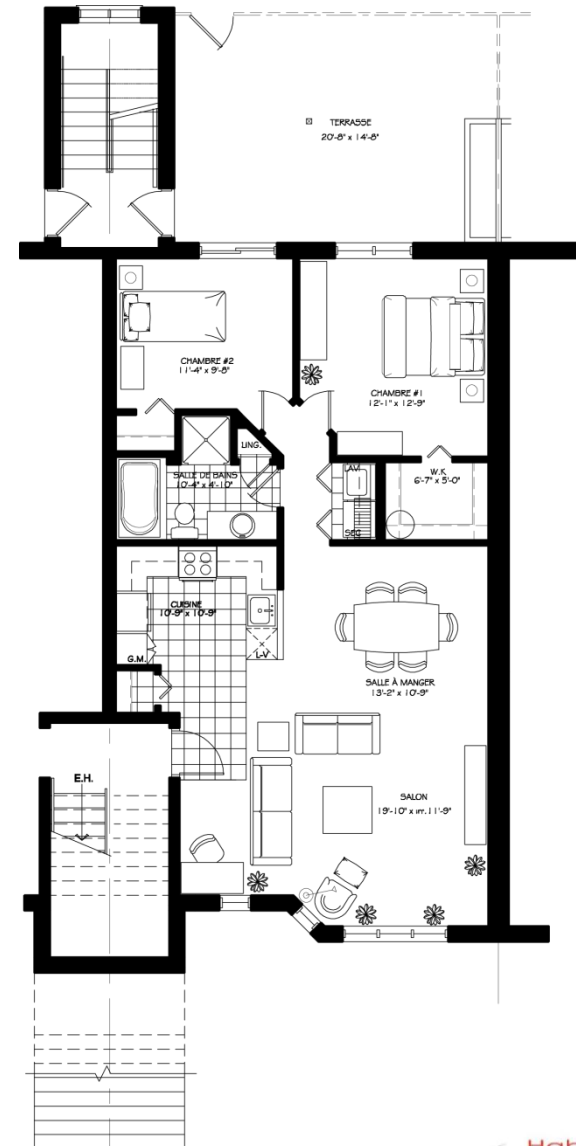 TERRASSE
20'-8" x 14'-8"
CHAMBRE #2
11'-4" x 9'-8"
CHAMBRE #1
12'-1" x 12'-9"
LING.
SALLE DE BAINS
10'-4" x 4'-10"
LAV
SEC
W.K
6'-7" x 5'-0"
CUISINE
10'-9" x 10'-9"
G.M.
L-V
SALLE À MANGER
13'-2" x 10'-9"
E.H.
SALON
19'-10" x irr.11'-9"